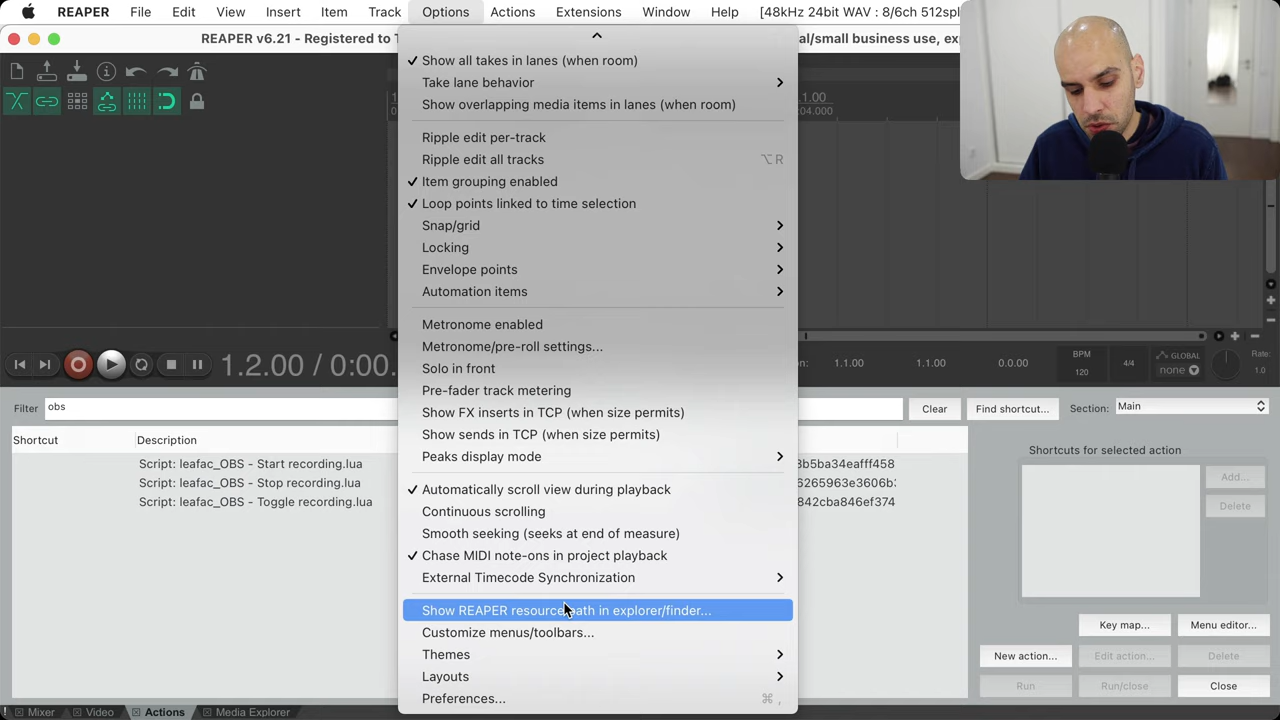 REAPER File Edit View Insert Item Track Options Actions Extensions Window Help [48kHz 24bit WAV : 8/6ch 512spl
REAPER v6.21 - Registered to
al/small business use, ex
Show all takes in lanes (when room)
Take lane behavior
Show overlapping media items in lanes (when room)
1.1.00
04.000
Ripple edit per-track
Ripple edit all tracks ⌥ R
Item grouping enabled
Loop points linked to time selection
Snap/grid
Locking
Envelope points
Automation items
Metronome enabled
Metronome/pre-roll settings...
Solo in front
Pre-fader track metering
Show FX inserts in TCP (when size permits)
Show sends in TCP (when size permits)
Peaks display mode
Automatically scroll view during playback
Continuous scrolling
Smooth seeking (seeks at end of measure)
Chase MIDI note-ons in project playback
External Timecode Synchronization
Show REAPER resource path in explorer/finder...
Customize menus/toolbars...
Themes
Layouts
Preferences... ⌘ ,
1.2.00 / 0:00.
on: 1.1.00 1.1.00 0.0.00
BPM
120
4/4
GLOBAL
none
Rate:
1.0
Filter obs Clear Find shortcut... Section: Main
Shortcut Description
Script: leafac_OBS - Start recording.lua
Script: leafac_OBS - Stop recording.lua
Script: leafac_OBS - Toggle recording.lua
8b5ba34eafff458
6265963e3606b
842cba846ef374
Shortcuts for selected action
Add...
Delete
Key map... Menu editor...
New action... Edit action... Delete
Run Run/close Close
! Mixer Video Actions Media Explorer